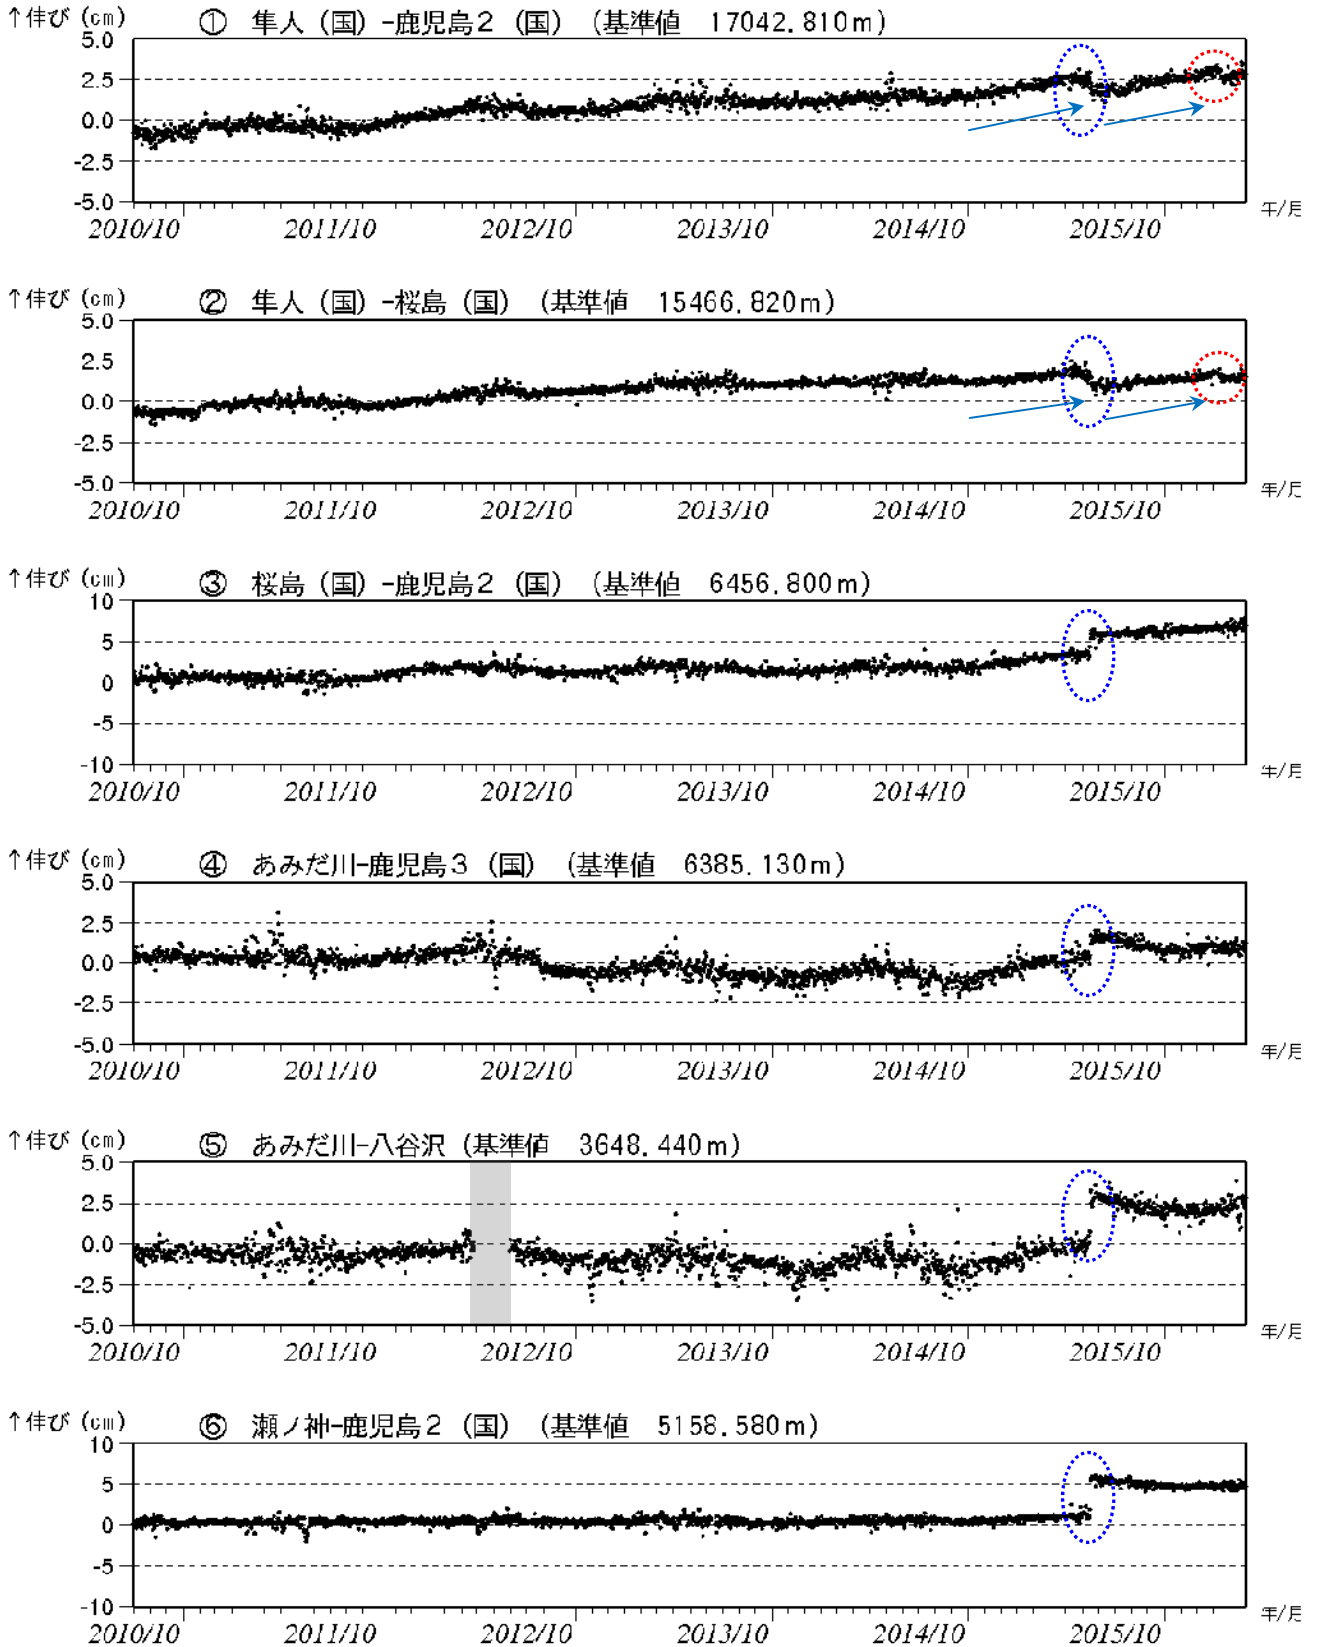 ↑伸び（cm） ① 隼人（国）-鹿児島２（国）（基準値 17042.810m）
5.0
2.5
0.0
-2.5
-5.0
2010/10 2011/10 2012/10 2013/10 2014/10 2015/10 年/月
↑伸び（cm） ② 隼人（国）-桜島（国）（基準値 15466.820m）
5.0
2.5
0.0
-2.5
-5.0
2010/10 2011/10 2012/10 2013/10 2014/10 2015/10 年/月
↑伸び（cm） ③ 桜島（国）-鹿児島２（国）（基準値 6456.800m）
10
5
0
-5
-10
2010/10 2011/10 2012/10 2013/10 2014/10 2015/10 年/月
↑伸び（cm） ④ あみだ川-鹿児島３（国）（基準値 6385.130m）
5.0
2.5
0.0
-2.5
-5.0
2010/10 2011/10 2012/10 2013/10 2014/10 2015/10 年/月
↑伸び（cm） ⑤ あみだ川-八谷沢（基準値 3648.440m）
5.0
2.5
0.0
-2.5
-5.0
2010/10 2011/10 2012/10 2013/10 2014/10 2015/10 年/月
↑伸び（cm） ⑥ 瀬ノ神-鹿児島２（国）（基準値 5158.580m）
10
5
0
-5
-10
2010/10 2011/10 2012/10 2013/10 2014/10 2015/10 年/月